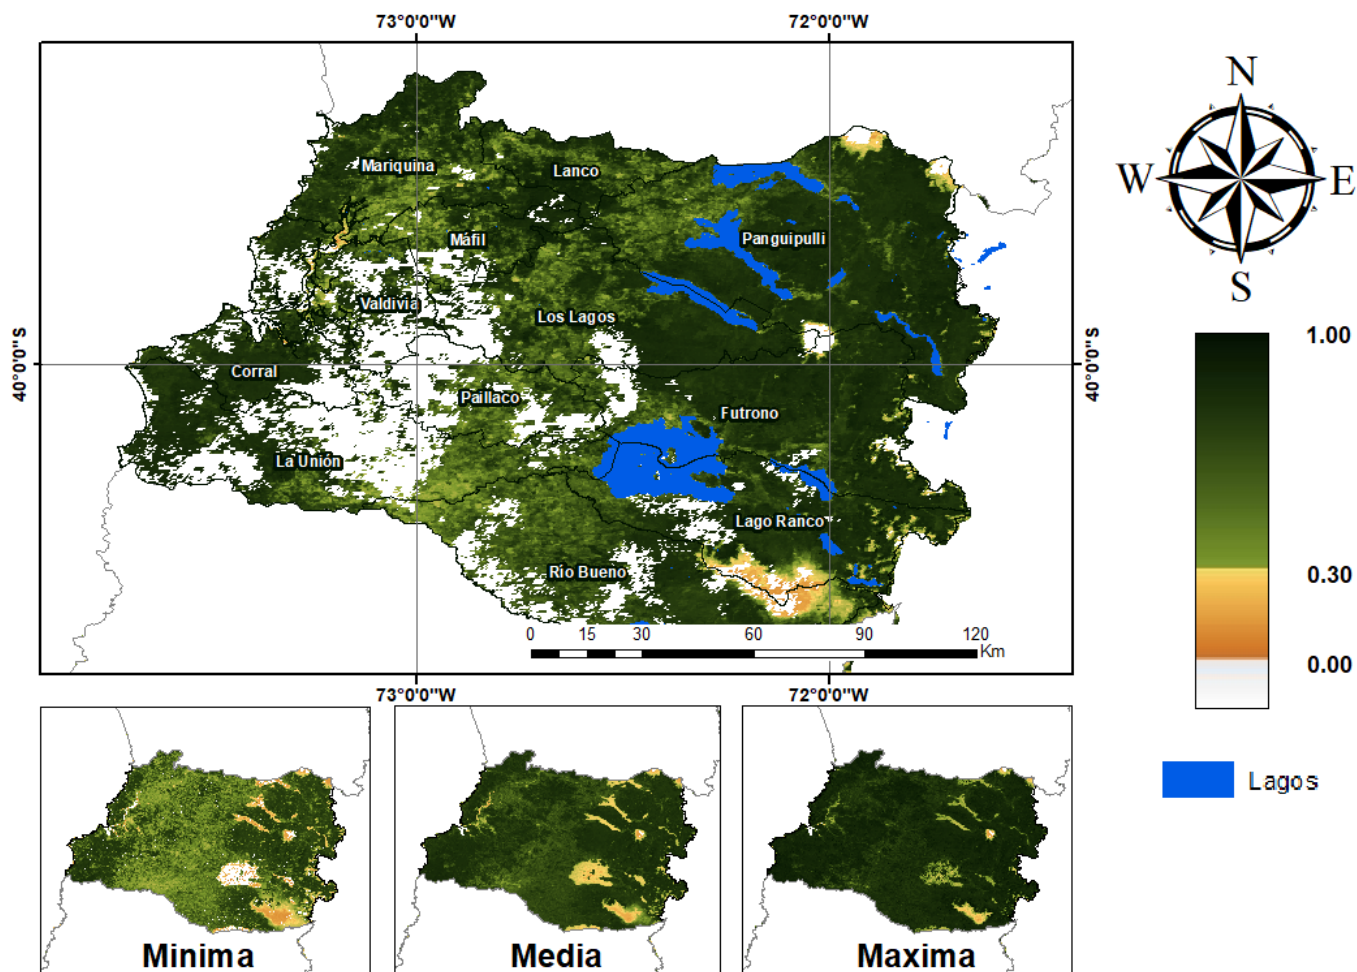 73°0'0"W
72°0'0"W
N
W
E
S
Mariquina
Lanco
Máfil
Panguipulli
Valdivia
Los Lagos
40°0'0"S
40°0'0"S
Corral
Paillaco
Futrono
La Unión
Lago Ranco
Río Bueno
0 15 30 60 90 120
Km
73°0'0"W
72°0'0"W
1.00
0.30
0.00
Lagos
Minima
Media
Maxima